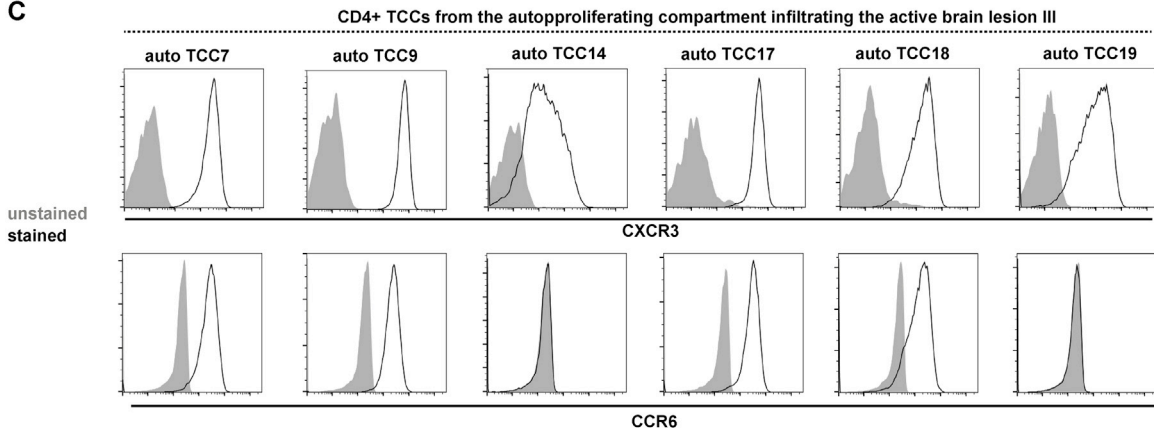 C
CD4+ TCCs from the autopproliferating compartment infiltrating the active brain lesion III
auto TCC7 auto TCC9 auto TCC14 auto TCC17 auto TCC18 auto TCC19
unstained
stained
CXCR3
CCR6